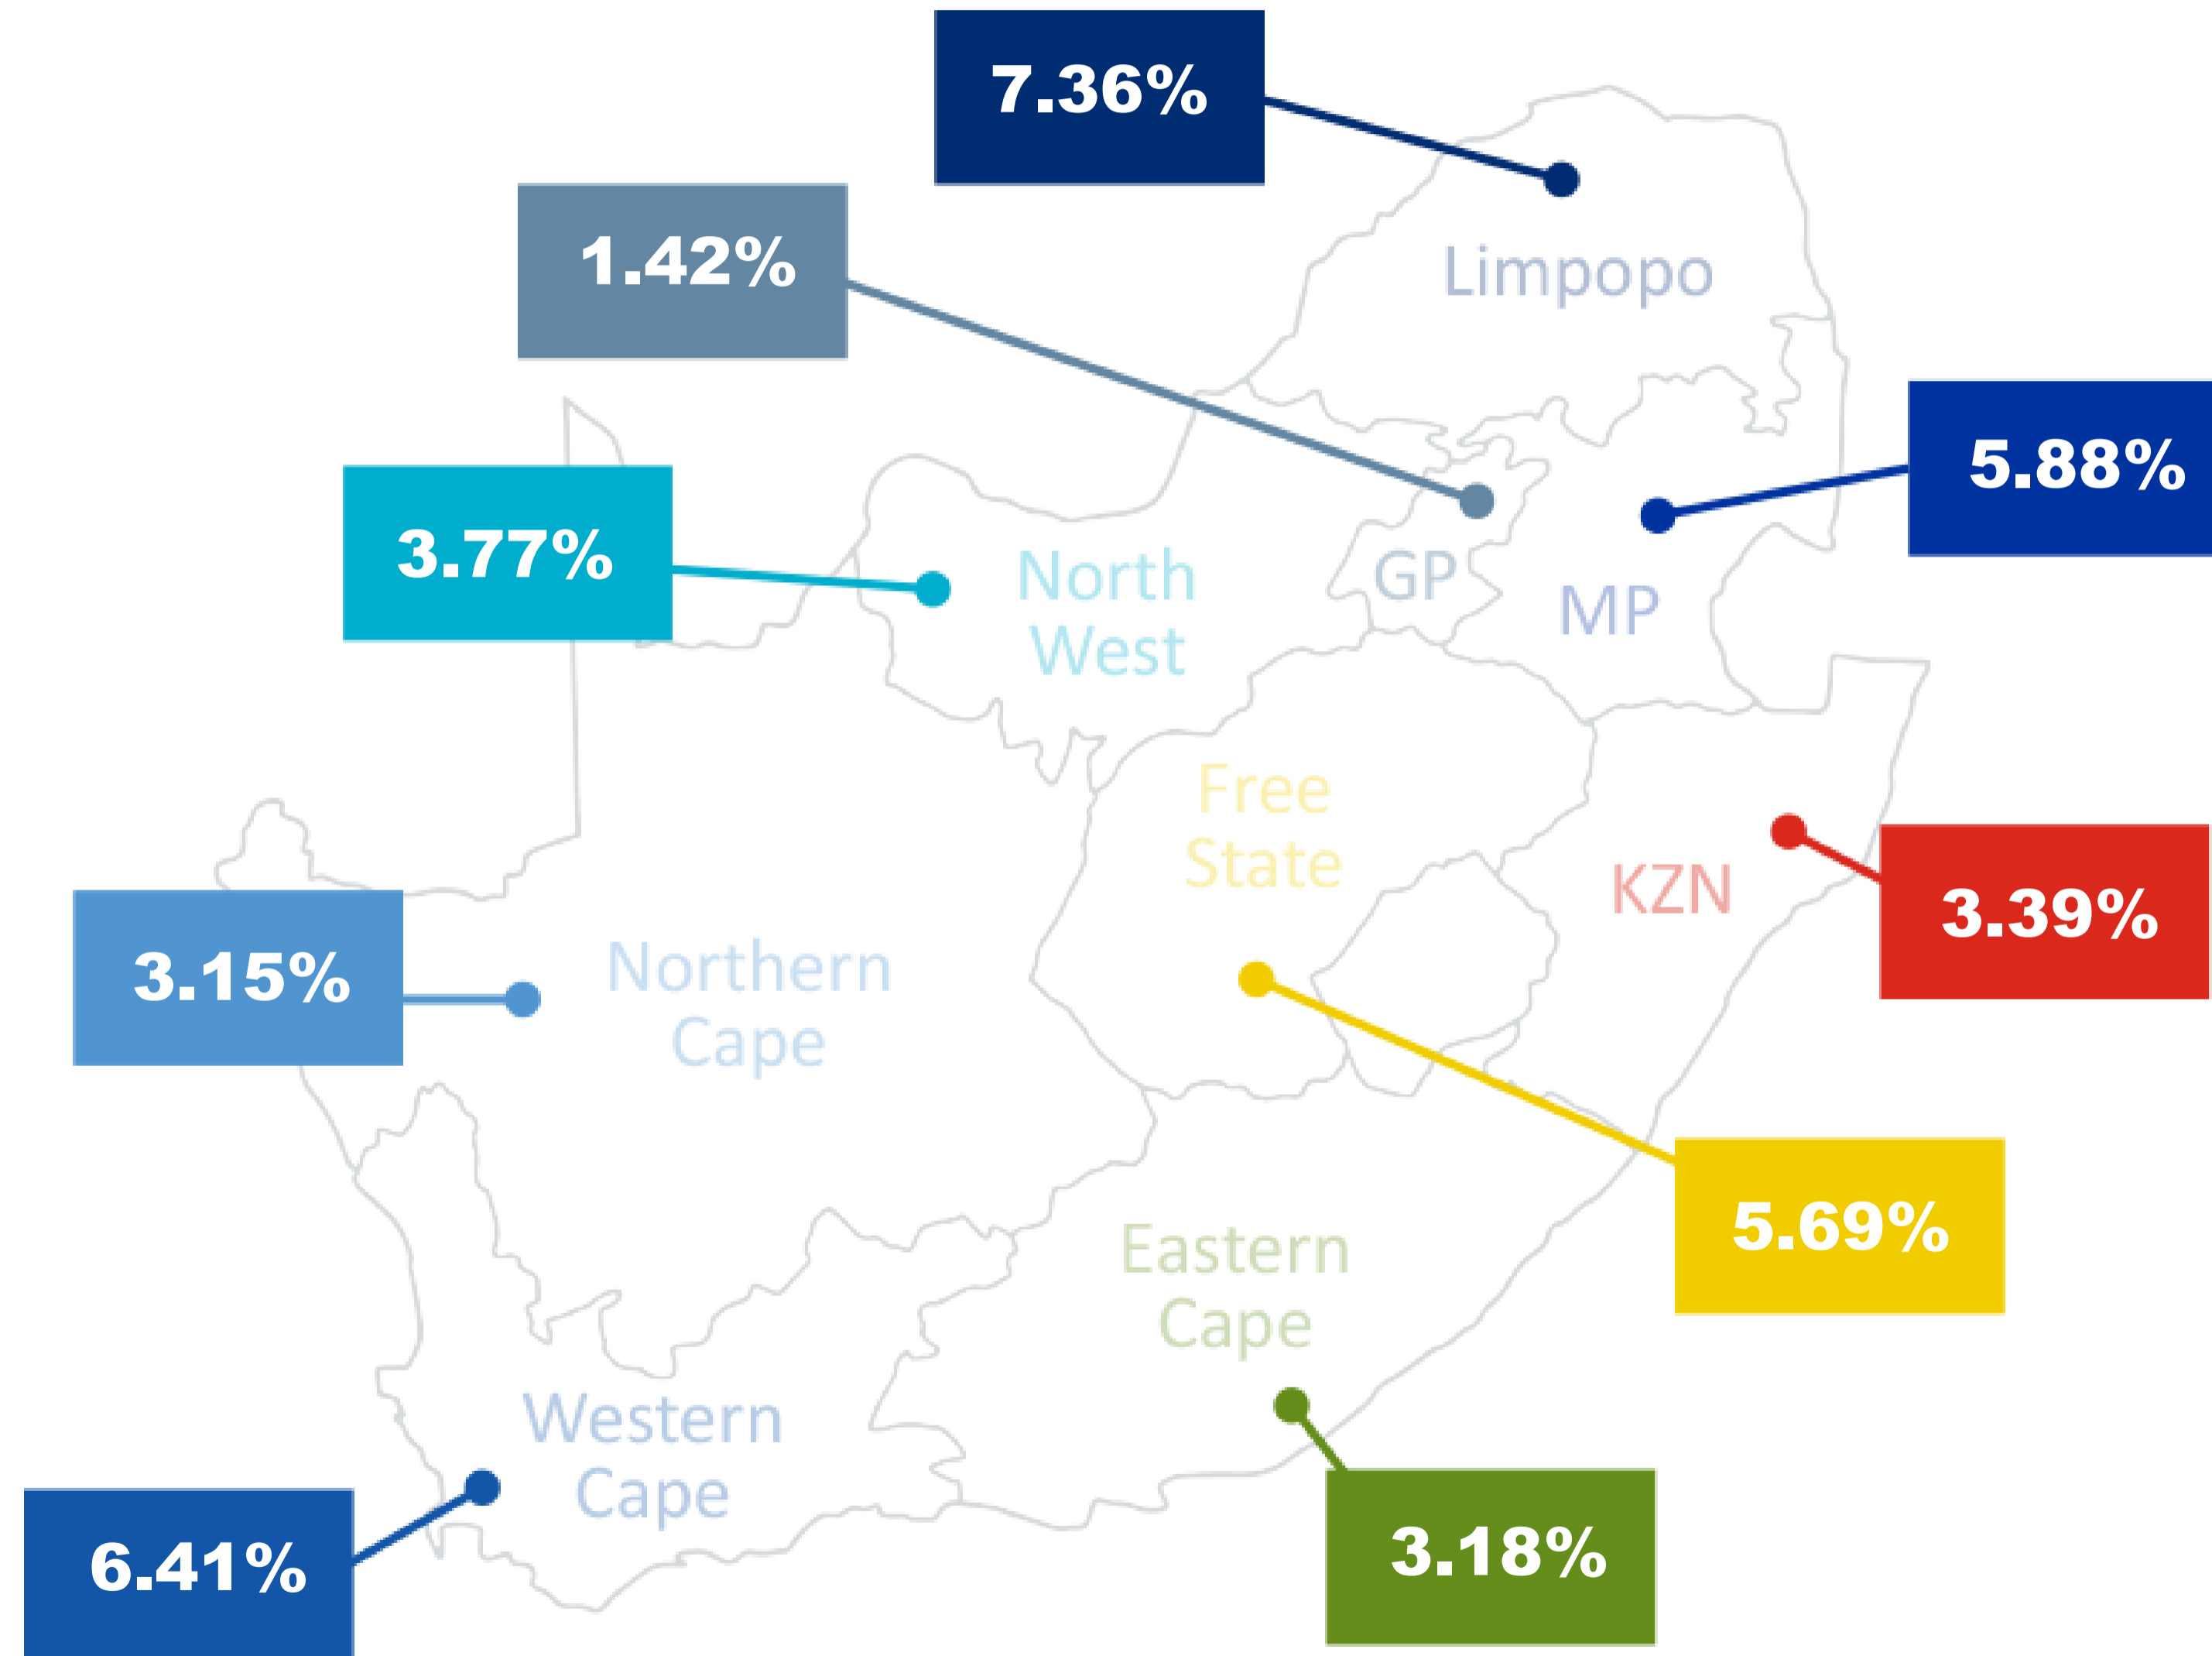 7.36%
1.42%
Limpopo
5.88%
3.77%
North
West
GP
MP
Free
State
KZN
3.39%
3.15%
Northern
Cape
5.69%
Eastern
Cape
Western
Cape
6.41%
3.18%